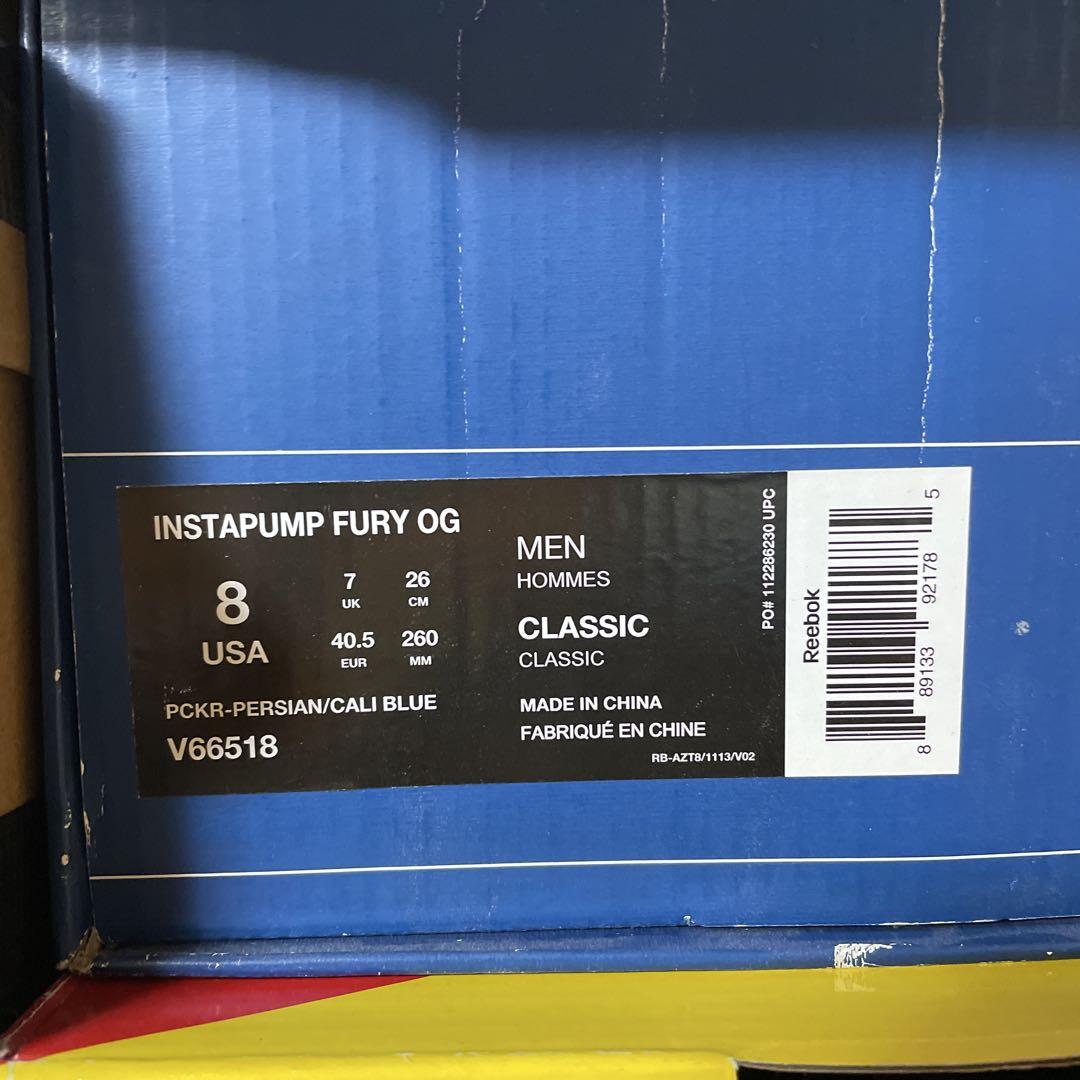 INSTAPUMP FURY OG
8
USA
7
UK
26
CM
40.5
EUR
260
MM
PCKR-PERSIAN/CALI BLUE
V66518
MEN
HOMMES
CLASSIC
CLASSIC
MADE IN CHINA
FABRIQUÉ EN CHINE
RB-AZT8/1113/V02
PO# 112286230 UPC
Reebok
8 89133 92178 5